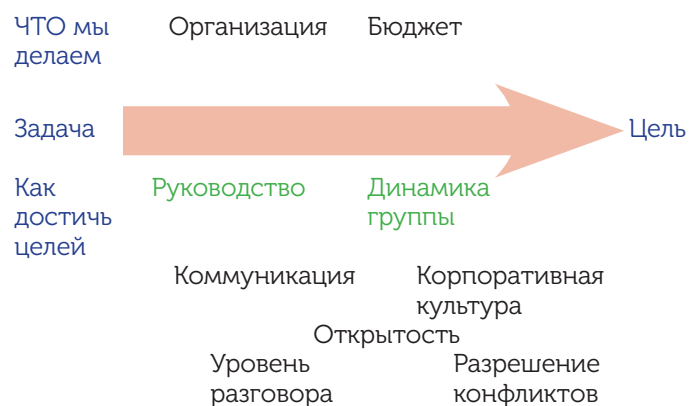 ЧТО мы Организация Бюджет
делаем
Задача Цель
Как Руководство Динамика
достичь группы
целей
Коммуникация Корпоративная
культура
Открытость
Уровень Разрешение
разговора конфликтов